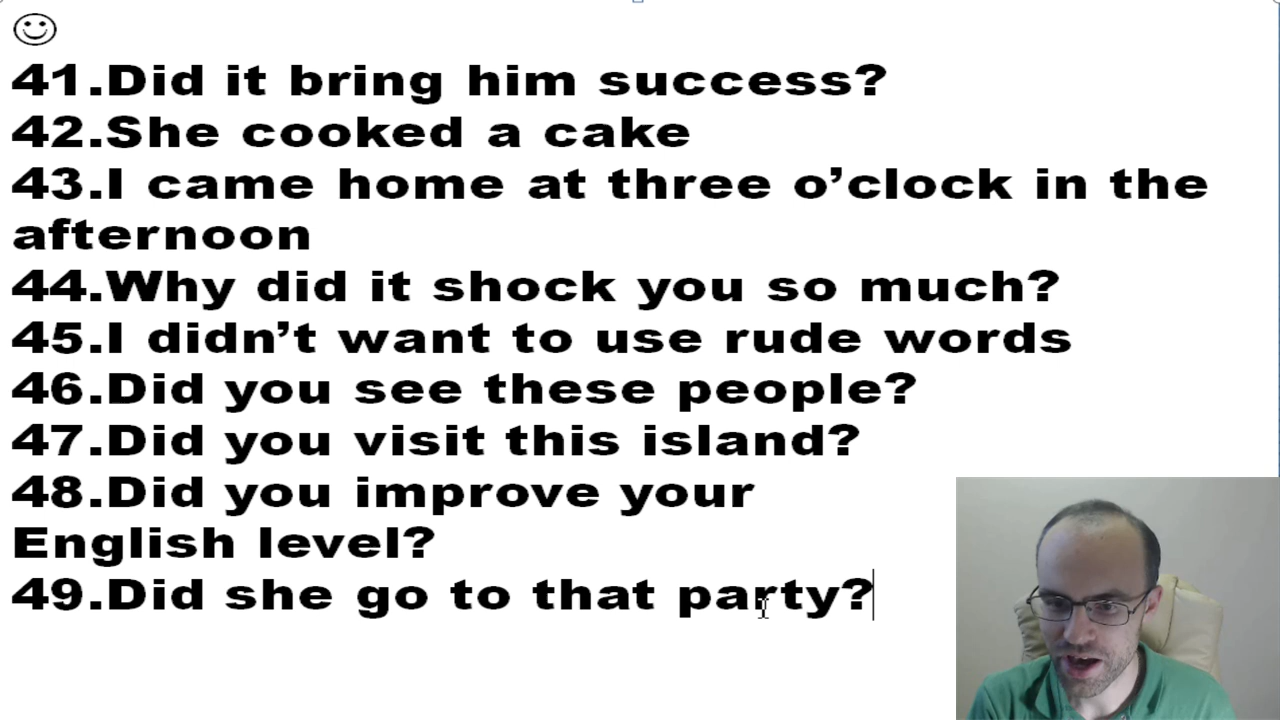 41.Did it bring him success?
42.She cooked a cake
43.I came home at three o’clock in the
afternoon
44.Why did it shock you so much?
45.I didn’t want to use rude words
46.Did you see these people?
47.Did you visit this island?
48.Did you improve your
English level?
49.Did she go to that party?